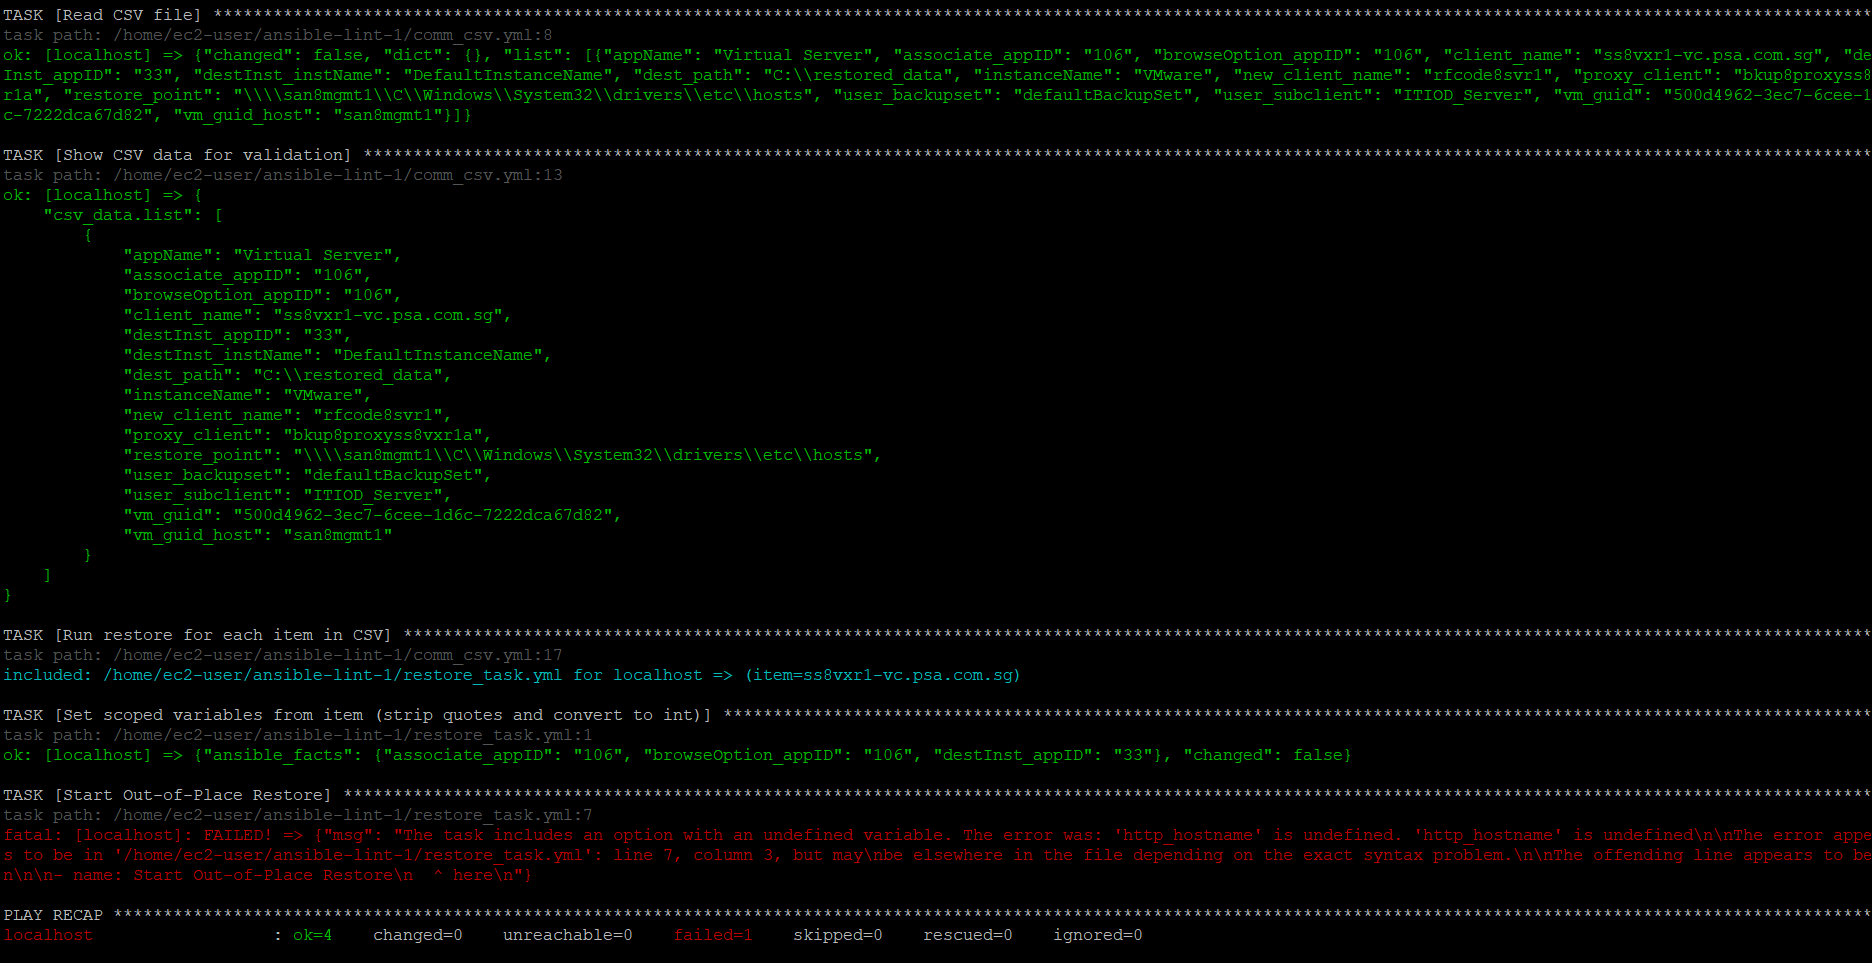 TASK [Read CSV file] **********************************************************************************************************************************************************************
task path: /home/ec2-user/ansible-lint-1/comm_csv.yml:8
ok: [localhost] => {"changed": false, "dict": {}, "list": [{"appName": "Virtual Server", "associate_appID": "106", "browseOption_appID": "106", "client_name": "ss8vxr1-vc.psa.com.sg", "de
Inst_appID": "33", "destInst_instName": "DefaultInstanceName", "dest_path": "C:\\restored_data", "instanceName": "VMware", "new_client_name": "rfcode8svr1", "proxy_client": "bkup8proxyss8
r1a", "restore_point": "\\\\san8mgmt1\\C\\Windows\\System32\\drivers\\etc\\hosts", "user_backupset": "defaultBackupSet", "user_subclient": "ITIOD_Server", "vm_guid": "500d4962-3ec7-6cee-1
c-7222dca67d82", "vm_guid_host": "san8mgmt1"}]}
TASK [Show CSV data for validation] *******************************************************************************************************************************************************
task path: /home/ec2-user/ansible-lint-1/comm_csv.yml:13
ok: [localhost] => {
    "csv_data.list": [
        {
            "appName": "Virtual Server",
            "associate_appID": "106",
            "browseOption_appID": "106",
            "client_name": "ss8vxr1-vc.psa.com.sg",
            "destInst_appID": "33",
            "destInst_instName": "DefaultInstanceName",
            "dest_path": "C:\\restored_data",
            "instanceName": "VMware",
            "new_client_name": "rfcode8svr1",
            "proxy_client": "bkup8proxyss8vxr1a",
            "restore_point": "\\\\san8mgmt1\\C\\Windows\\System32\\drivers\\etc\\hosts",
            "user_backupset": "defaultBackupSet",
            "user_subclient": "ITIOD_Server",
            "vm_guid": "500d4962-3ec7-6cee-1d6c-7222dca67d82",
            "vm_guid_host": "san8mgmt1"
        }
    ]
}
TASK [Run restore for each item in CSV] ***************************************************************************************************************************************************
task path: /home/ec2-user/ansible-lint-1/comm_csv.yml:17
included: /home/ec2-user/ansible-lint-1/restore_task.yml for localhost => (item=ss8vxr1-vc.psa.com.sg)
TASK [Set scoped variables from item (strip quotes and convert to int)] *******************************************************************************************************************
task path: /home/ec2-user/ansible-lint-1/restore_task.yml:1
ok: [localhost] => {"ansible_facts": {"associate_appID": "106", "browseOption_appID": "106", "destInst_appID": "33"}, "changed": false}
TASK [Start Out-of-Place Restore] *********************************************************************************************************************************************************
task path: /home/ec2-user/ansible-lint-1/restore_task.yml:7
fatal: [localhost]: FAILED! => {"msg": "The task includes an option with an undefined variable. The error was: 'http_hostname' is undefined. 'http_hostname' is undefined\n\nThe error appe
s to be in '/home/ec2-user/ansible-lint-1/restore_task.yml': line 7, column 3, but may\nbe elsewhere in the file depending on the exact syntax problem.\n\nThe offending line appears to be
n\n\n- name: Start Out-of-Place Restore\n  ^ here\n"}
PLAY RECAP ********************************************************************************************************************************************************************************
localhost                  : ok=4    changed=0    unreachable=0    failed=1    skipped=0    rescued=0    ignored=0